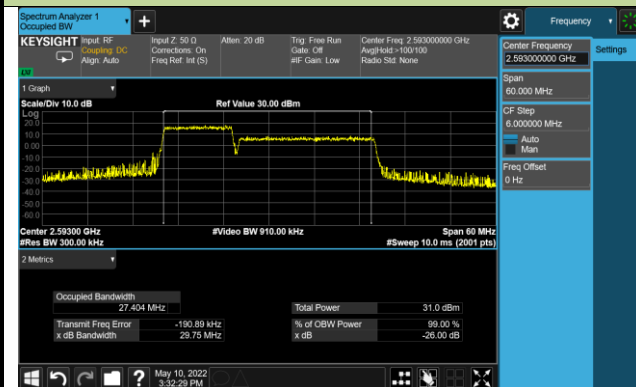 Spectrum Analyzer 1
Occupied BW
+
Frequency
KEYSIGHT
Input: RF
Coupling: DC
Align: Auto
Input Z: 50 Ω
Corrections: On
Freq Ref: Int (S)
Atten: 20 dB
Trig: Free Run
Gate: Off
#IF Gain: Low
Center Freq: 2.593000000 GHz
Avg|Hold:>100/100
Radio Std: None
Center Frequency
2.593000000 GHz
Settings
Span
60.000 MHz
CF Step
6.000000 MHz
Auto
Man
Freq Offset
0 Hz
1 Graph
Scale/Div 10.0 dB
Ref Value 30.00 dBm
Log
20.0
10.0
0.00
-10.0
-20.0
-30.0
-40.0
-50.0
-60.0
Center 2.59300 GHz
#Video BW 910.00 kHz
Span 60 MHz
#Res BW 300.00 kHz
#Sweep 10.0 ms (2001 pts)
2 Metrics
Occupied Bandwidth
27.404 MHz
Total Power
31.0 dBm
Transmit Freq Error
-190.89 kHz
% of OBW Power
99.00 %
x dB Bandwidth
29.75 MHz
x dB
-26.00 dB
?
May 10, 2022
3:32:29 PM